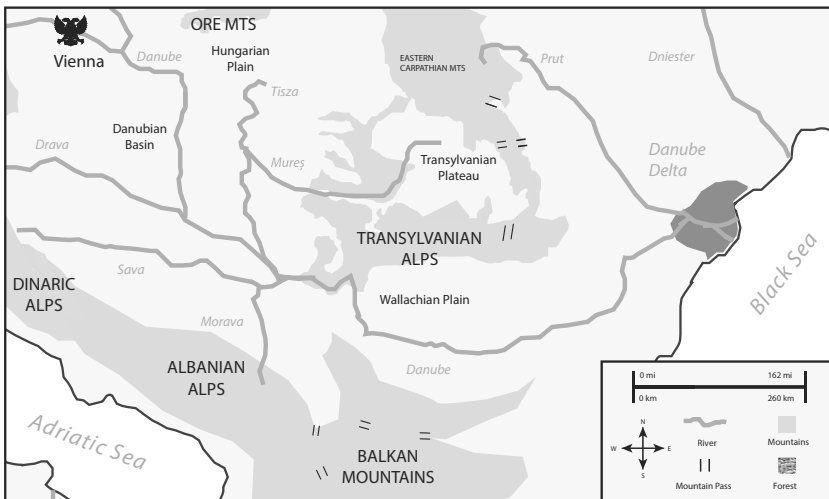 ORE MTS
Vienna
Danube
Hungarian
Plain
EASTERN
CARPATHIAN MTS
Prut
Dniester
Tisza
Drava
Danubian
Basin
Mureş
Transylvanian
Plateau
Danube
Delta
TRANSYLVANIAN
ALPS
Sava
DINARIC
ALPS
Wallachian Plain
Black Sea
Morava
ALBANIAN
ALPS
Danube
Adriatic Sea
BALKAN
MOUNTAINS
0 mi
162 mi
0 km
260 km
N
W
E
S
River
Mountains
Mountain Pass
Forest